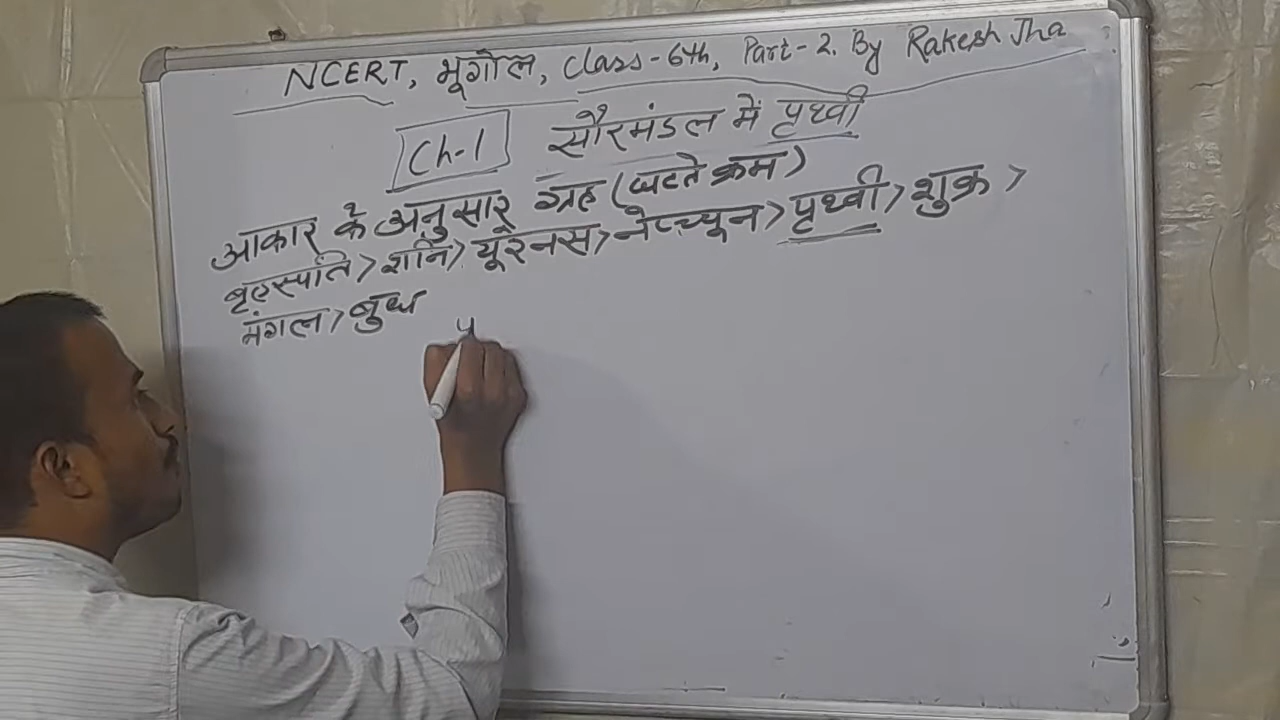 NCERT, भूगोल, Class-6th, Part-2. By Rakesh Jha
Ch-1 सौरमंडल में पृथ्वी
आकार के अनुसार ग्रह (घटते क्रम)
बृहस्पति > शनि > यूरेनस > नेप्च्यून > पृथ्वी > शुक्र >
मंगल > बुध